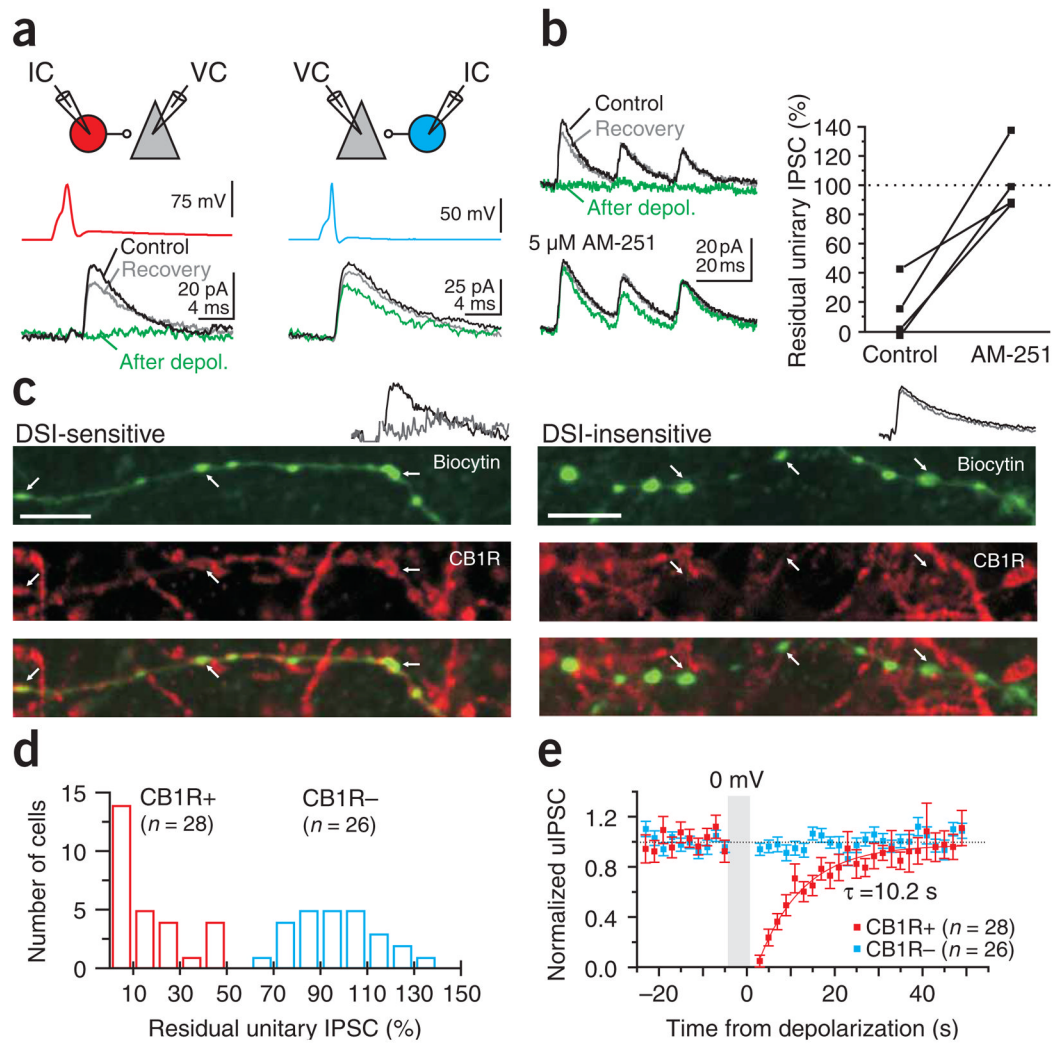 a
IC VC VC IC
75 mV
50 mV
Control
Recovery
20 pA
4 ms
After depol.
25 pA
4 ms
b
Control
Recovery
After depol.
5 µM AM-251
20 pA
20 ms
Residual unirary IPSC (%)
140
120
100
80
60
40
20
0
Control AM-251
c
DSI-sensitive
Biocytin
CB1R
DSI-insensitive
Biocytin
CB1R
d
Number of cells
15
10
5
0
CB1R+
(n = 28)
CB1R–
(n = 26)
10 30 50 70 90 110 130 150
Residual unitary IPSC (%)
e
0 mV
Normalized uIPSC
1.2
0.8
0.4
0.0
τ =10.2 s
CB1R+ (n = 28)
CB1R– (n = 26)
–20 0 20 40
Time from depolarization (s)